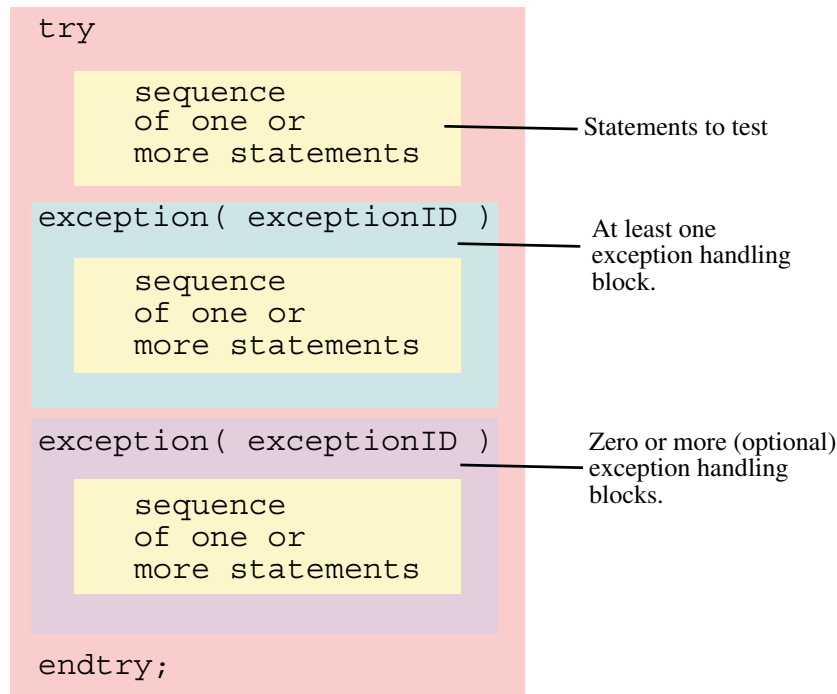 try
sequence
of one or
more statements
Statements to test
exception( exceptionID )
At least one
exception handling
block.
sequence
of one or
more statements
exception( exceptionID )
Zero or more (optional)
exception handling
blocks.
sequence
of one or
more statements
endtry;